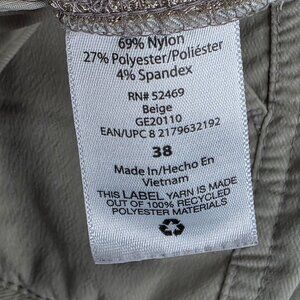 69% Nylon
27% Polyester/Poliéster
4% Spandex
RN# 52469
Beige
GE20110
EAN/UPC 8 2179632192
38
Made In/Hecho En
Vietnam
THIS LABEL YARN IS MADE
OUT OF 100% RECYCLED
POLYESTER MATERIALS